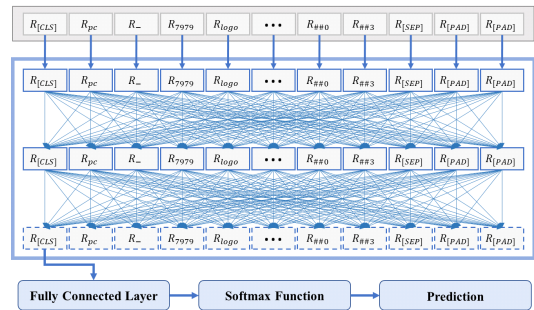 R[CLS] Rpc R_ R7979 Rlogo ••• R##0 R##3 R[SEP] R[PAD] R[PAD]
R[CLS] Rpc R_ R7979 Rlogo ••• R##0 R##3 R[SEP] R[PAD] R[PAD]
R[CLS] Rpc R_ R7979 Rlogo ••• R##0 R##3 R[SEP] R[PAD] R[PAD]
R[CLS] Rpc R_ R7979 Rlogo ••• R##0 R##3 R[SEP] R[PAD] R[PAD]
Fully Connected Layer Softmax Function Prediction